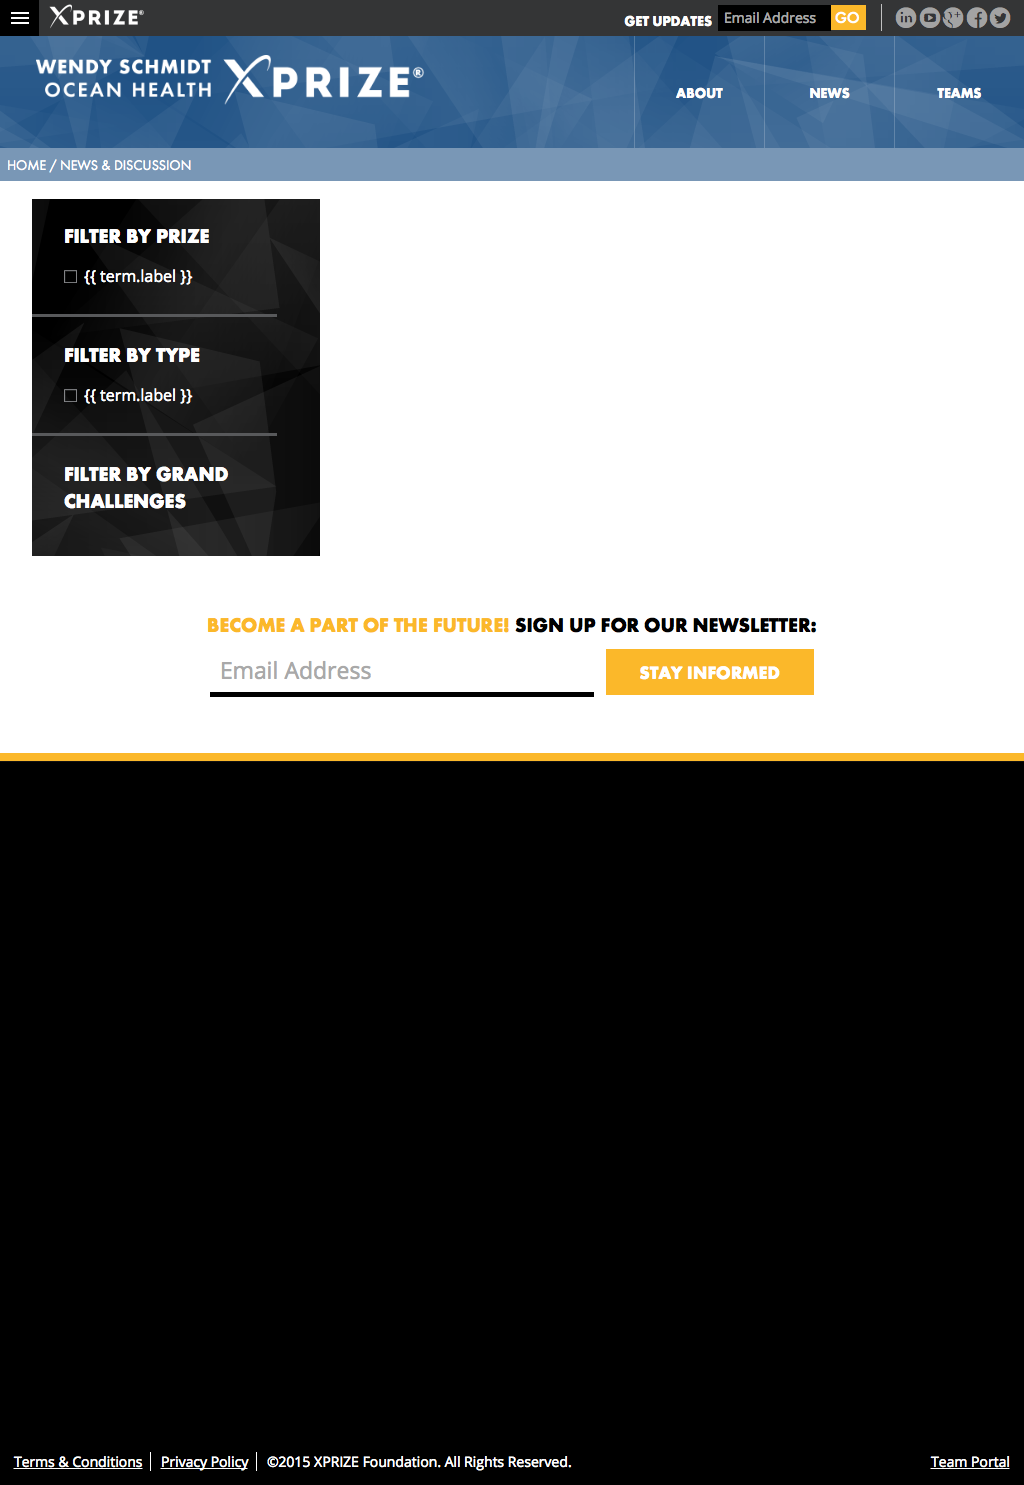 XPRIZE®
GET UPDATES
Email Address
GO
WENDY SCHMIDT
OCEAN HEALTH
XPRIZE®
ABOUT
NEWS
TEAMS
HOME / NEWS & DISCUSSION
FILTER BY PRIZE
{{ term.label }}
FILTER BY TYPE
{{ term.label }}
FILTER BY GRAND
CHALLENGES
BECOME A PART OF THE FUTURE! SIGN UP FOR OUR NEWSLETTER:
Email Address
STAY INFORMED
Terms & Conditions
Privacy Policy
©2015 XPRIZE Foundation. All Rights Reserved.
Team Portal